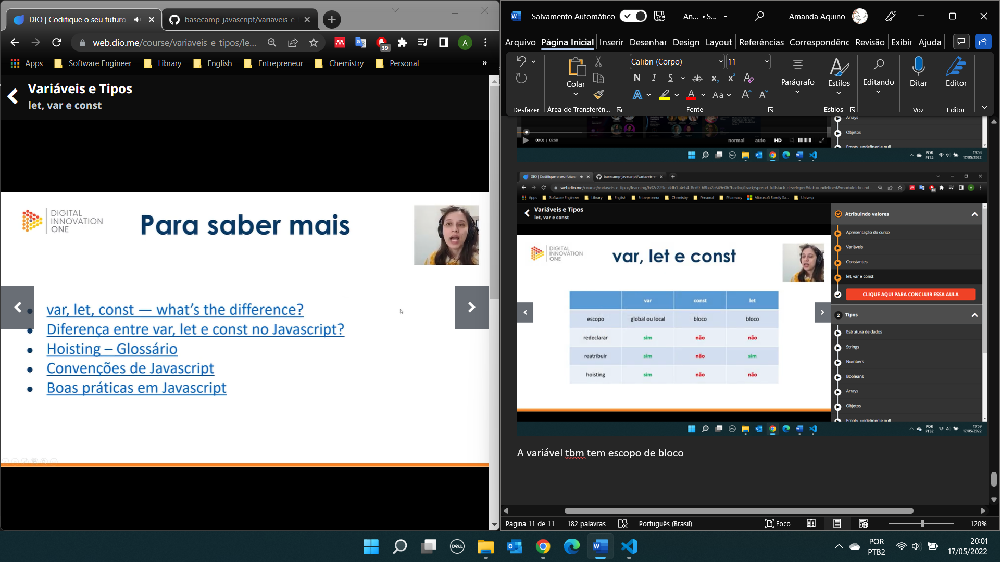 DIO | Codifique o seu futuro
basecamp-javascript/variaveis-e-
web.dio.me/course/variaveis-e-tipos/le...
39
A
Apps
Software Engineer
Library
English
Entrepreneur
Chemistry
Personal
»
Variáveis e Tipos
let, var e const
DIGITAL
INNOVATION
ONE
Para saber mais
var, let, const — what's the difference?
Diferença entre var, let e const no Javascript?
Hoisting – Glossário
Convenções de Javascript
Boas práticas em Javascript
Salvamento Automático
An... • S...
Amanda Aquino
Arquivo
Página Inicial
Inserir
Desenhar
Design
Layout
Referências
Correspondênc
Revisão
Exibir
Ajuda
Desfazer
Colar
Área de Transferên...
Calibri (Corpo)
11
N I S ab x₂ x²
A A Aa A A
Fonte
Parágrafo
Estilos
Estilos
Editando
Ditar
Voz
Editor
Editor
00:05 | 02:58
normal
auto
HD
Arrays
Objetos
Empty, undefined e null
POR
PTB2
19:58
17/05/2022
DIO | Codifique o seu futuro
basecamp-javascript/variaveis-e-
web.dio.me/course/variaveis-e-tipos/learning/b32c229e-ddb1-4eb4-8cd9-68ba2c649e06?back=/track/spread-fullstack-developer&tab=undefined&moduleId=und...
A
Apps
Software Engineer
Library
English
Entrepreneur
Chemistry
Personal
Pharmacy
Microsoft Family Sa...
Univesp
Variáveis e Tipos
let, var e const
DIGITAL
INNOVATION
ONE
var, let e const
var const let
escopo global ou local bloco bloco
redeclarar sim não não
reatribuir sim não sim
hoisting sim não não
Atribuindo valores
Apresentação do curso
Variáveis
Constantes
let, var e const
CLIQUE AQUI PARA CONCLUIR ESSA AULA
2 Tipos
Estrutura de dados
Strings
Numbers
Booleans
Arrays
Objetos
Empty, undefined e null
POR
PTB2
19:59
17/05/2022
A variável tbm tem escopo de bloco
Página 11 de 11
182 palavras
Português (Brasil)
Foco
120%
DELL
POR
PTB2
20:01
17/05/2022